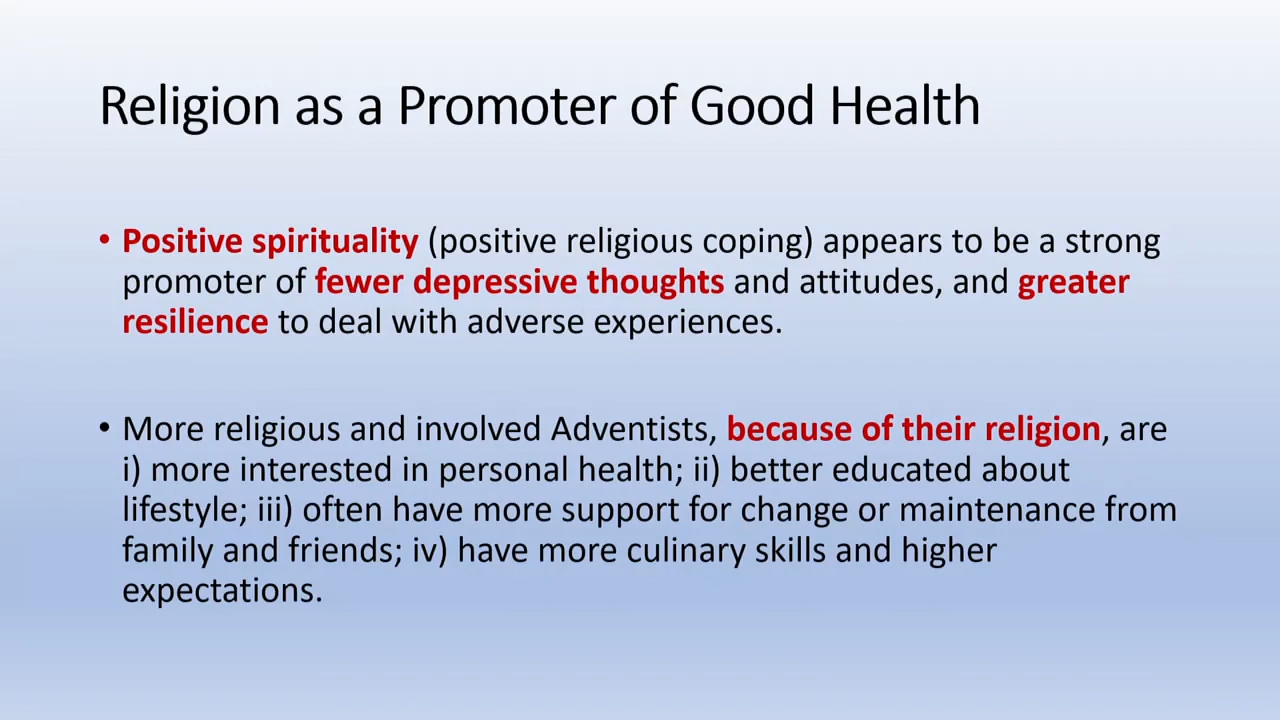 Religion as a Promoter of Good Health
• Positive spirituality (positive religious coping) appears to be a strong
promoter of fewer depressive thoughts and attitudes, and greater
resilience to deal with adverse experiences.
• More religious and involved Adventists, because of their religion, are
i) more interested in personal health; ii) better educated about
lifestyle; iii) often have more support for change or maintenance from
family and friends; iv) have more culinary skills and higher
expectations.